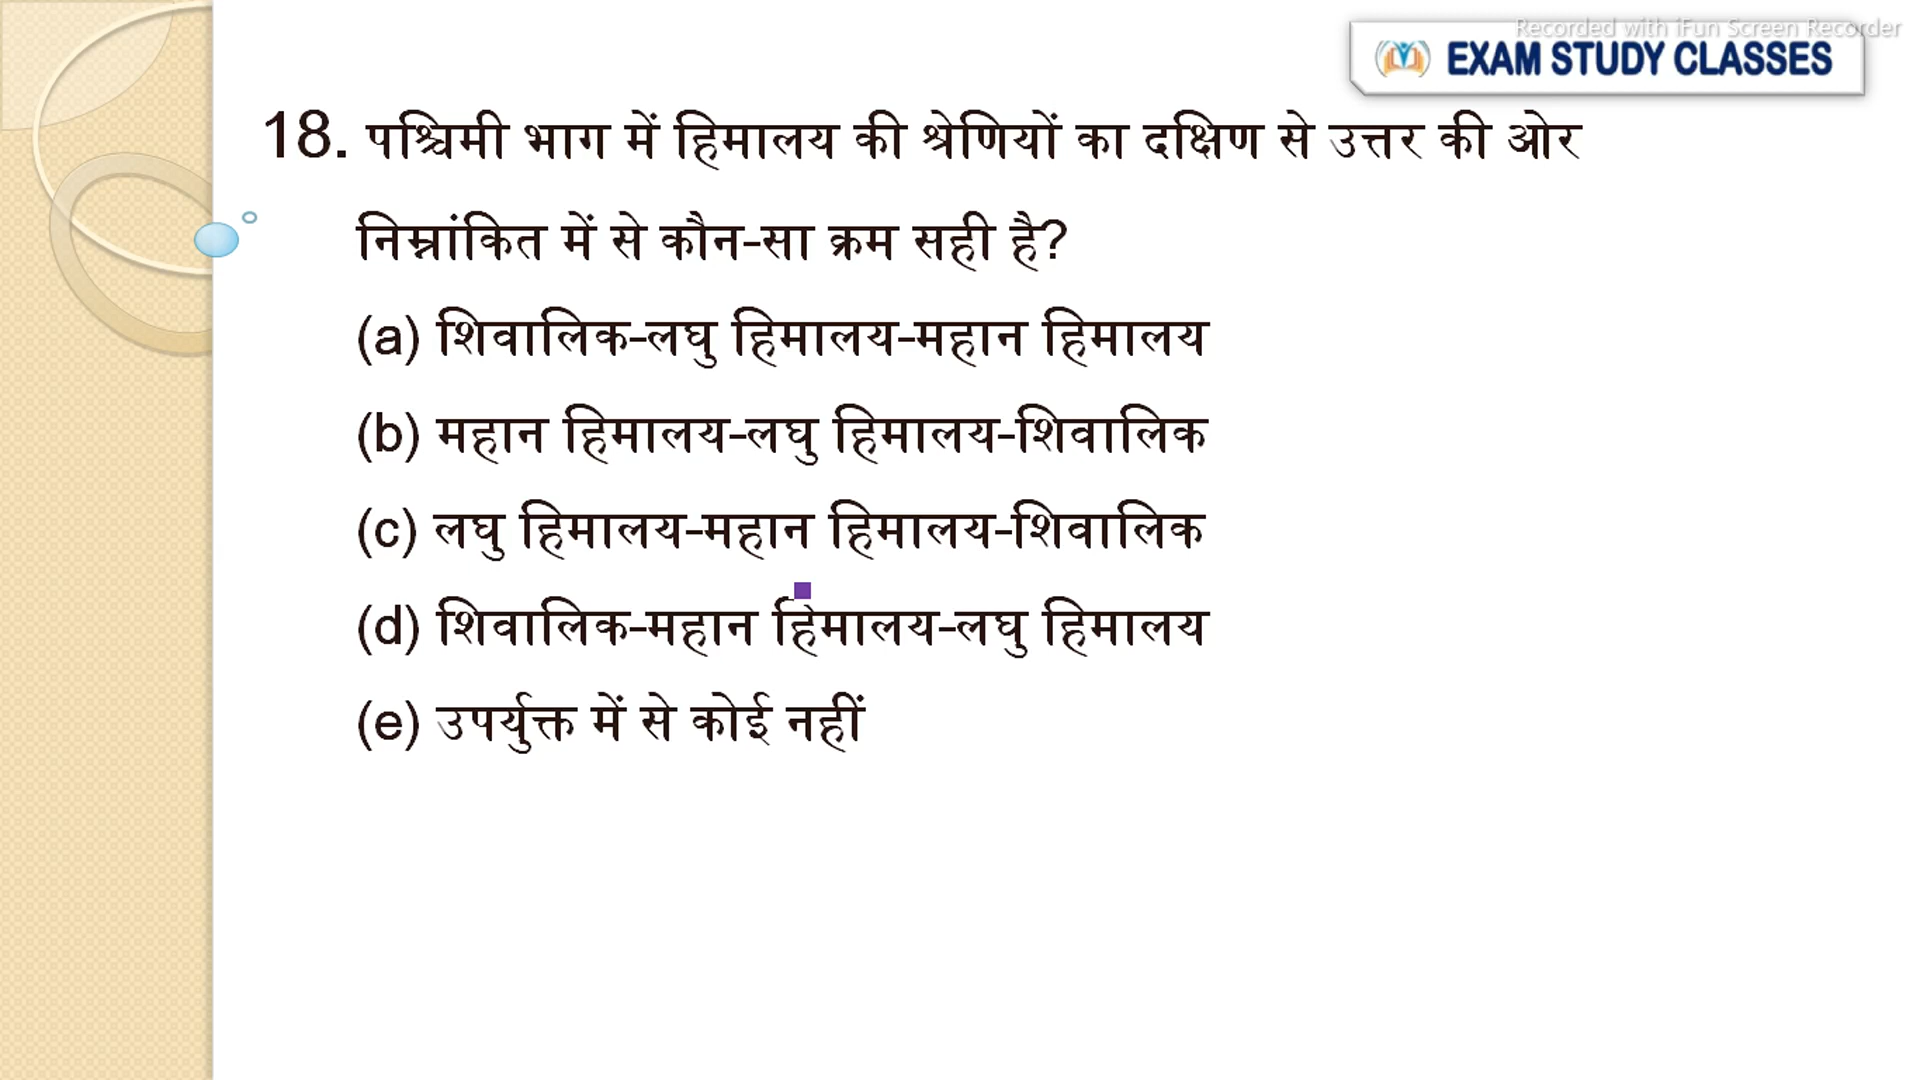 Recorded with iFun Screen Recorder
EXAM STUDY CLASSES
18. पश्चिमी भाग में हिमालय की श्रेणियों का दक्षिण से उत्तर की ओर
निम्नांकित में से कौन-सा क्रम सही है?
(a) शिवालिक-लघु हिमालय-महान हिमालय
(b) महान हिमालय-लघु हिमालय-शिवालिक
(c) लघु हिमालय-महान हिमालय-शिवालिक
(d) शिवालिक-महान हिमालय-लघु हिमालय
(e) उपर्युक्त में से कोई नहीं